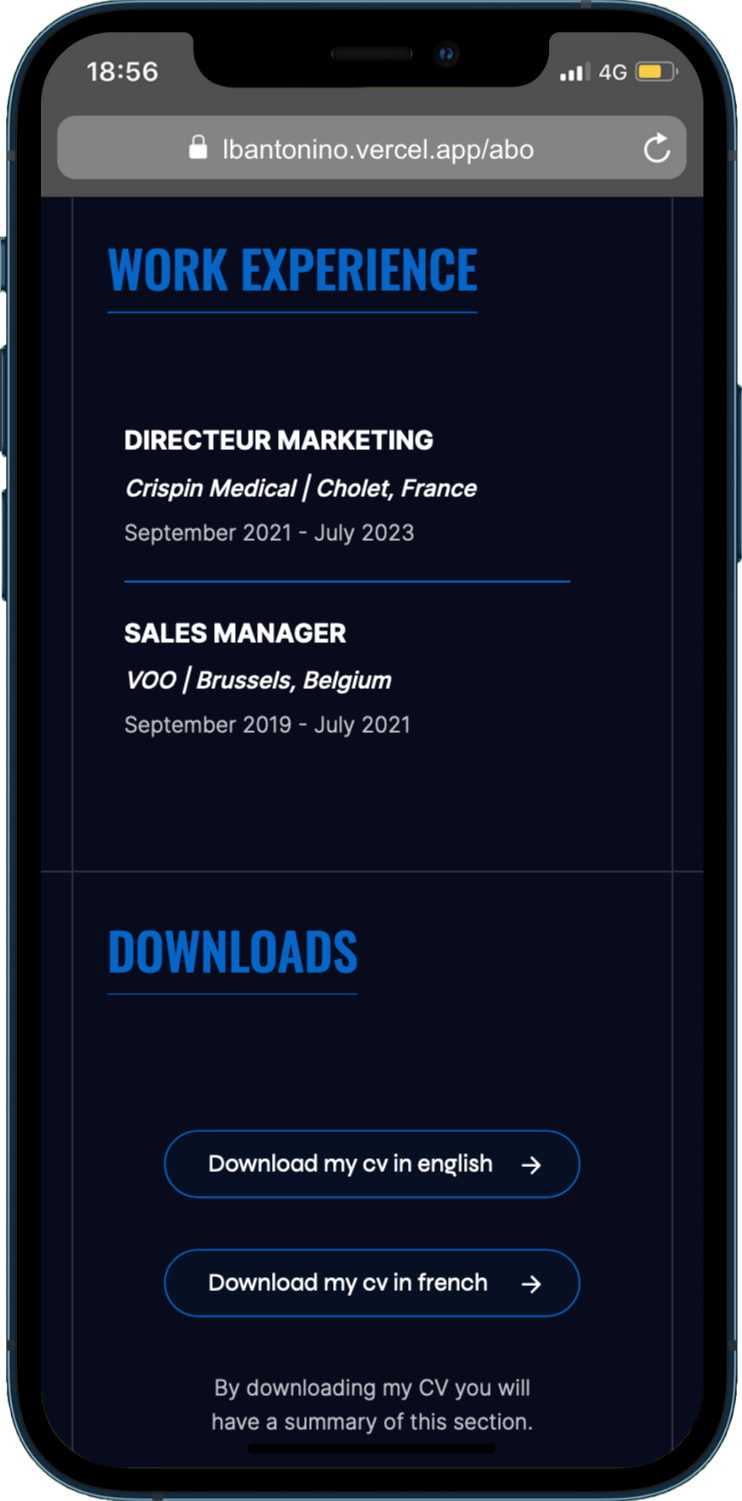 18:56
4G
lbantonino.vercel.app/abo
WORK EXPERIENCE
DIRECTEUR MARKETING
Crispin Medical | Cholet, France
September 2021 - July 2023
SALES MANAGER
VOO | Brussels, Belgium
September 2019 - July 2021
DOWNLOADS
Download my cv in english →
Download my cv in french →
By downloading my CV you will
have a summary of this section.